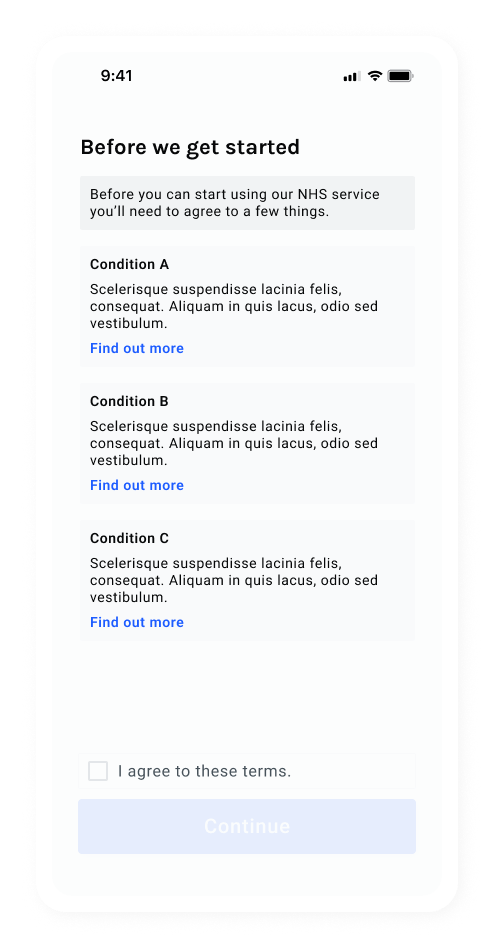 9:41
Before we get started
Before you can start using our NHS service
you’ll need to agree to a few things.
Condition A
Scelerisque suspendisse lacinia felis,
consequat. Aliquam in quis lacus, odio sed
vestibulum.
Find out more
Condition B
Scelerisque suspendisse lacinia felis,
consequat. Aliquam in quis lacus, odio sed
vestibulum.
Find out more
Condition C
Scelerisque suspendisse lacinia felis,
consequat. Aliquam in quis lacus, odio sed
vestibulum.
Find out more
I agree to these terms.
Continue